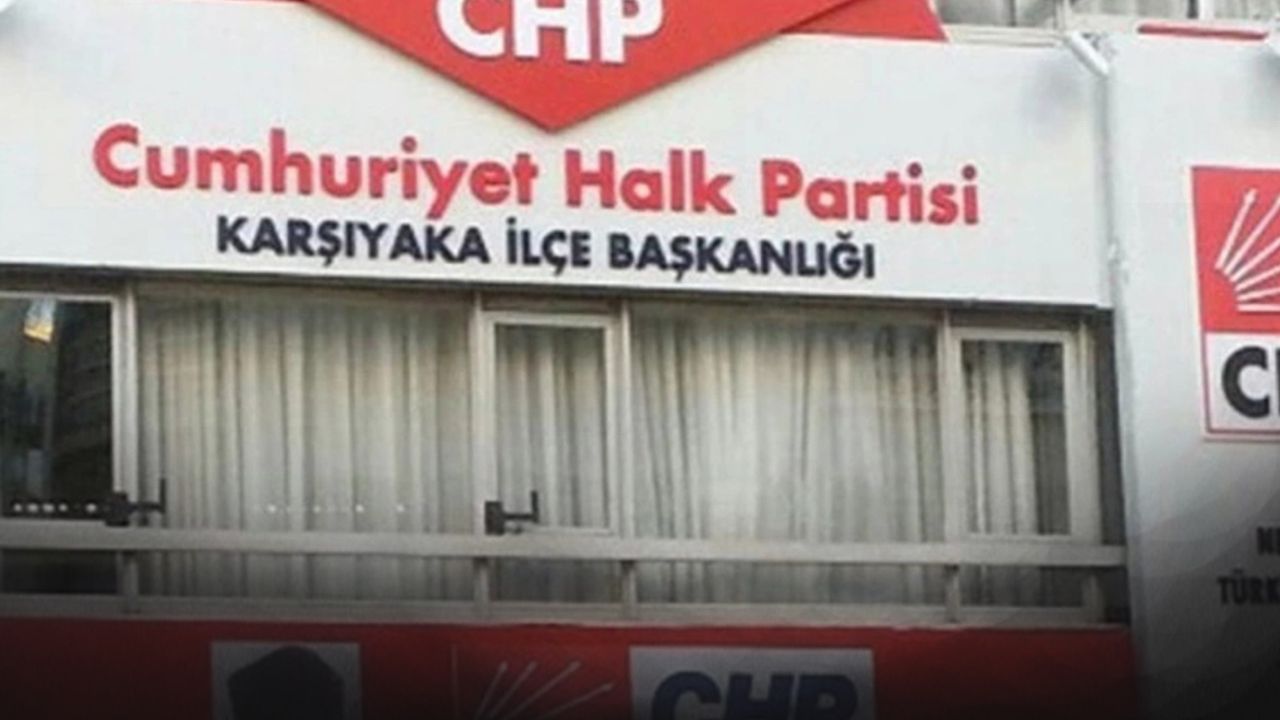 CHP
Cumhuriyet Halk Partisi
KARŞIYAKA İLÇE BAŞKANLIĞI
CHP